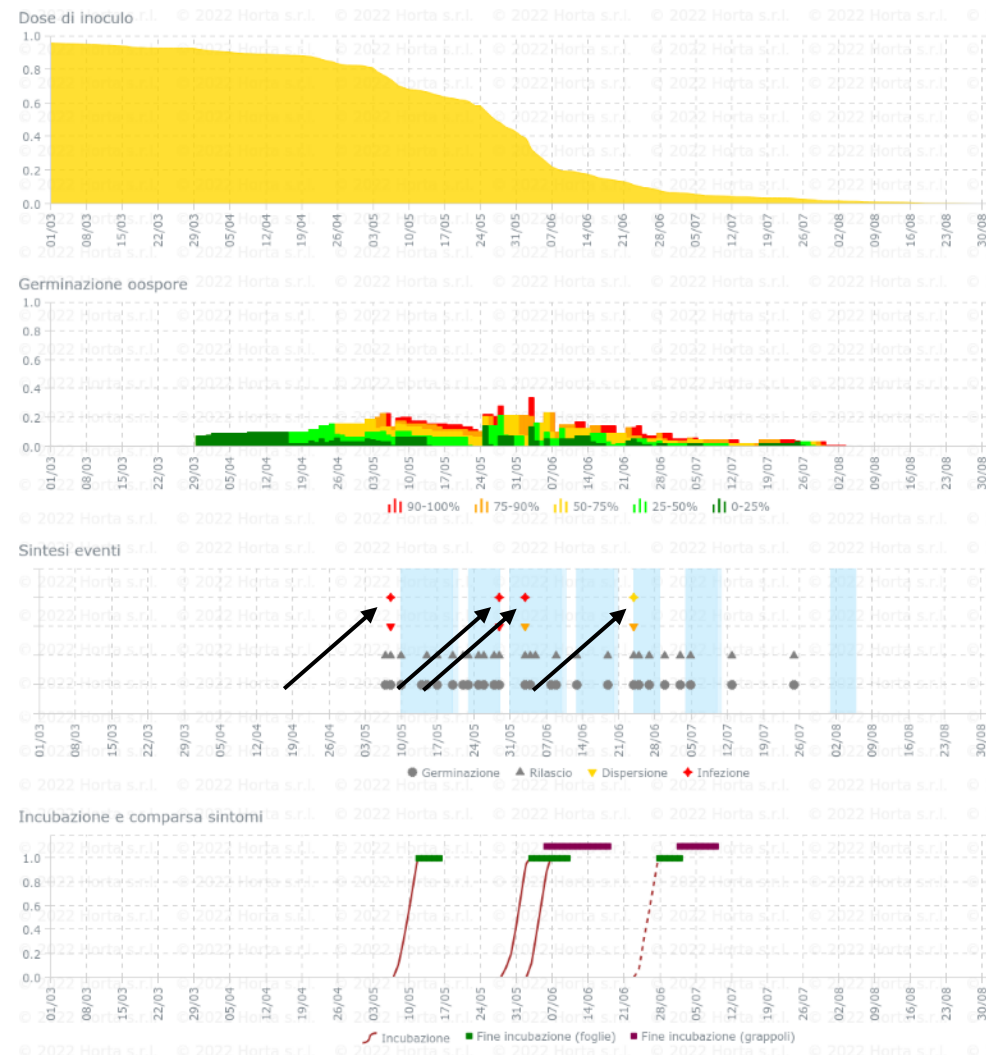 Dose di inoculo
1.0
0.8
0.6
0.4
0.2
0.0
01/03 08/03 15/03 22/03 29/03 05/04 12/04 19/04 26/04 03/05 10/05 17/05 24/05 31/05 07/06 14/06 21/06 28/06 05/07 12/07 19/07 26/07 02/08 09/08 16/08 23/08 30/08
Germinazione oospore
1.0
0.8
0.6
0.4
0.2
0.0
01/03 08/03 15/03 22/03 29/03 05/04 12/04 19/04 26/04 03/05 10/05 17/05 24/05 31/05 07/06 14/06 21/06 28/06 05/07 12/07 19/07 26/07 02/08 09/08 16/08 23/08 30/08
90-100% 75-90% 50-75% 25-50% 0-25%
Sintesi eventi
01/03 08/03 15/03 22/03 29/03 05/04 12/04 19/04 26/04 03/05 10/05 17/05 24/05 31/05 07/06 14/06 21/06 28/06 05/07 12/07 19/07 26/07 02/08 09/08 16/08 23/08 30/08
Germinazione Rilascio Dispersione Infezione
Incubazione e comparsa sintomi
1.0
0.8
0.6
0.4
0.2
0.0
01/03 08/03 15/03 22/03 29/03 05/04 12/04 19/04 26/04 03/05 10/05 17/05 24/05 31/05 07/06 14/06 21/06 28/06 05/07 12/07 19/07 26/07 02/08 09/08 16/08 23/08 30/08
Incubazione Fine incubazione (foglie) Fine incubazione (grappoli)
© 2022 Horta s.r.l.